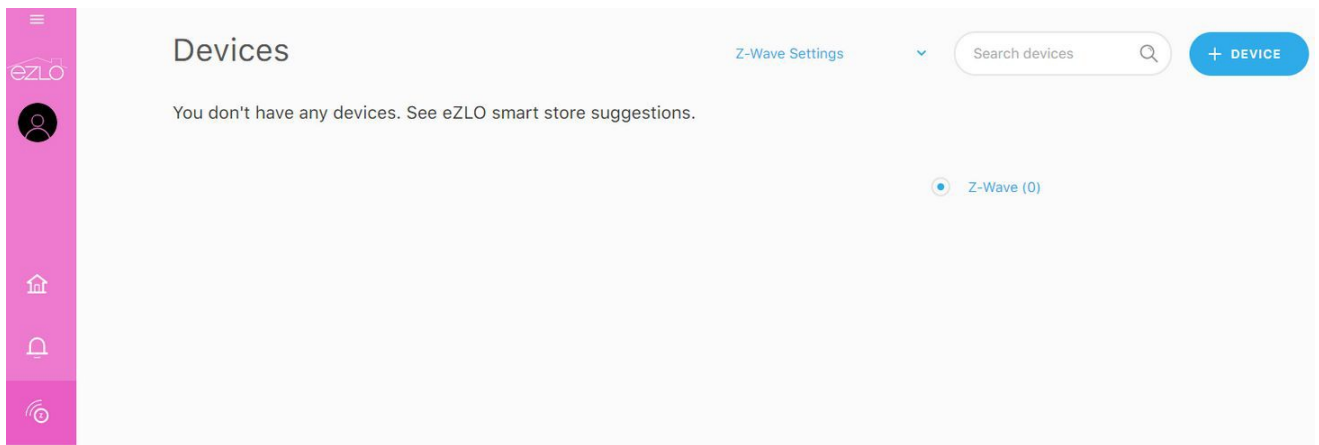 eZLO
Devices
Z-Wave Settings
Search devices
+ DEVICE
You don't have any devices. See eZLO smart store suggestions.
Z-Wave (0)